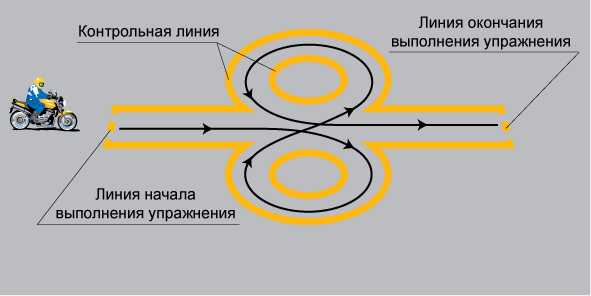 Контрольная линия
Линия окончания
выполнения упражнения
Линия начала
выполнения упражнения